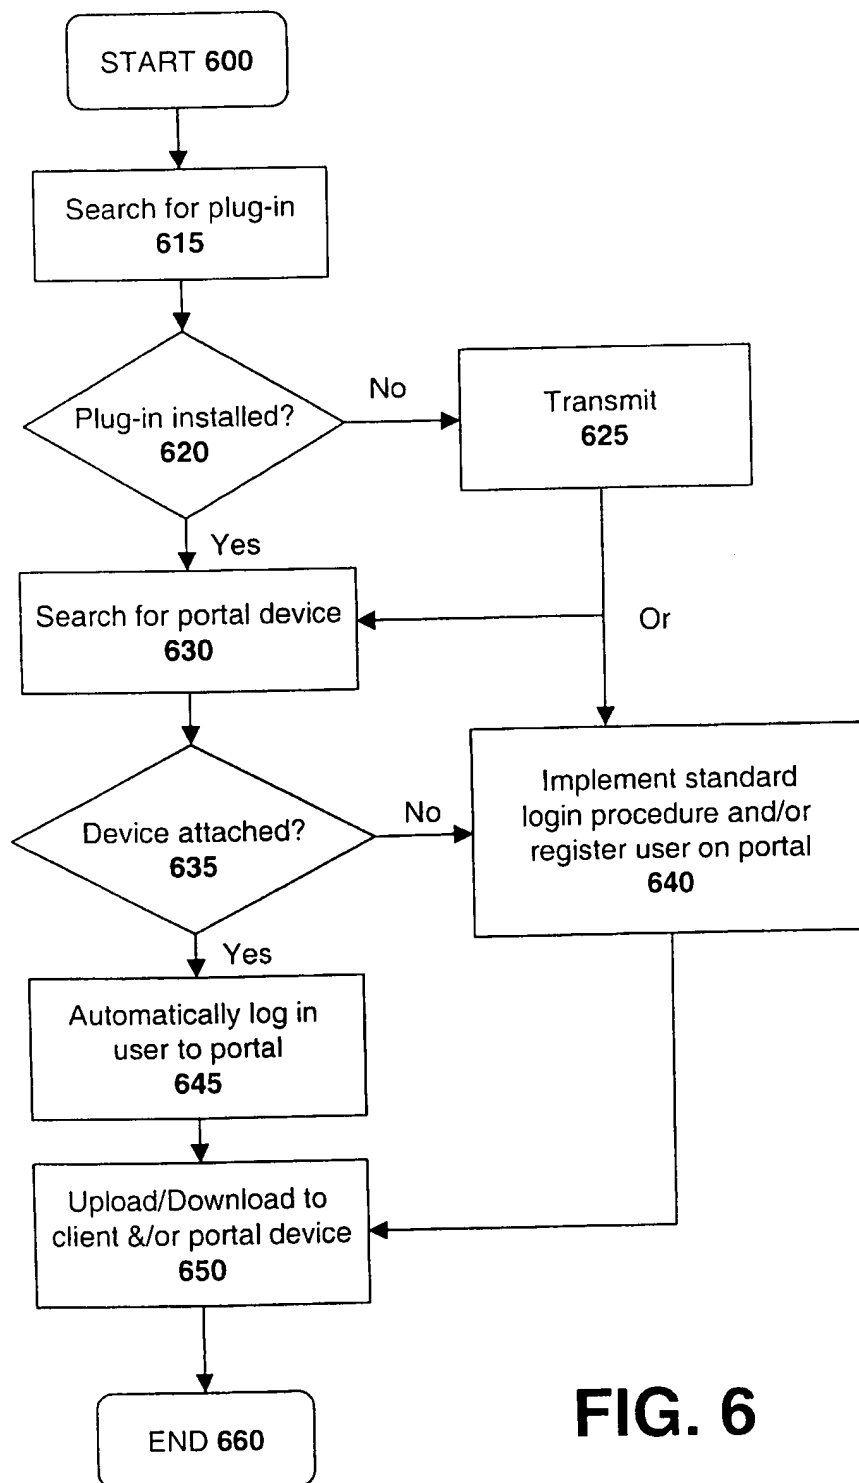 START 600
Search for plug-in
615
Plug-in installed?
620
No
Transmit
625
Yes
Search for portal device
630
Or
Device attached?
635
No
Implement standard
login procedure and/or
register user on portal
640
Yes
Automatically log in
user to portal
645
Upload/Download to
client &/or portal device
650
END 660
FIG. 6